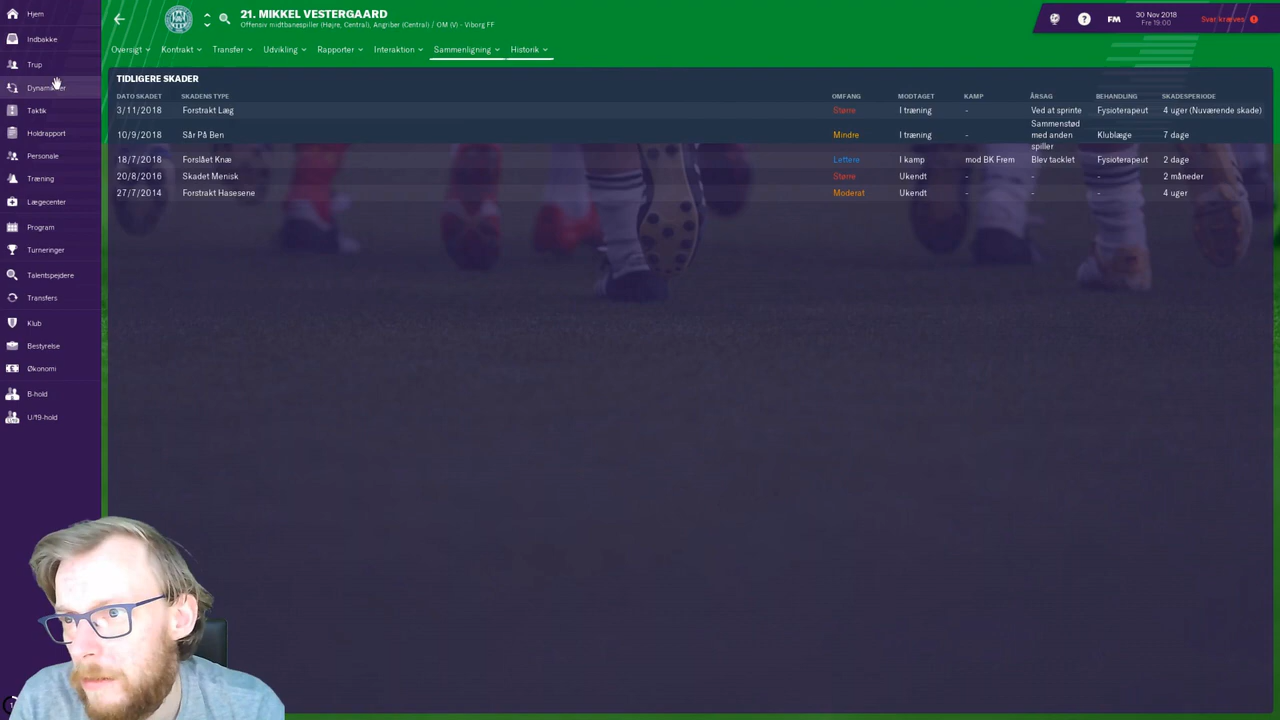 Hjem
Indbakke
Trup
Taktik
Holdrapport
Personale
Træning
Lægecenter
Program
Turneringer
Talentspejdere
Transfers
Klub
Bestyrelse
Økonomi
B-hold
U/19-hold
21. MIKKEL VESTERGAARD
Offensiv midtbanespiller (Højre, Central), Angriber (Central) / OM (V) - Viborg FF
FM
30 Nov 2018
Fre 19:00
Svar kræves
Oversigt Kontrakt Transfer Udvikling Rapporter Interaktion Sammenligning Historik
TIDLIGERE SKADER
DATO SKADET SKADENS TYPE OMFANG MODTAGET KAMP ÅRSAG BEHANDLING SKADESPERIODE
3/11/2018 Forstrakt Læg Større I træning - Ved at sprinte Fysioterapeut 4 uger (Nuværende skade)
10/9/2018 Sår På Ben Mindre I træning - Sammenstød med anden spiller Klublæge 7 dage
18/7/2018 Forslået Knæ Lettere I kamp mod BK Frem Blev tacklet Fysioterapeut 2 dage
20/8/2016 Skadet Menisk Større Ukendt - - - 2 måneder
27/7/2014 Forstrakt Hasesene Moderat Ukendt - - - 4 uger